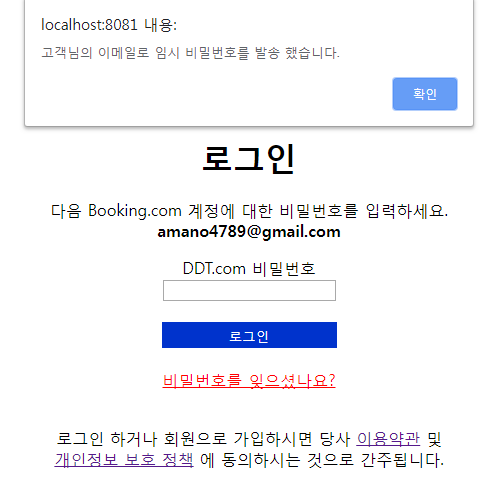 localhost:8081 내용:
고객님의 이메일로 임시 비밀번호를 발송 했습니다.
확인
로그인
다음 Booking.com 계정에 대한 비밀번호를 입력하세요.
amano4789@gmail.com
DDT.com 비밀번호
로그인
비밀번호를 잊으셨나요?
로그인 하거나 회원으로 가입하시면 당사 이용약관 및
개인정보 보호 정책 에 동의하시는 것으로 간주됩니다.